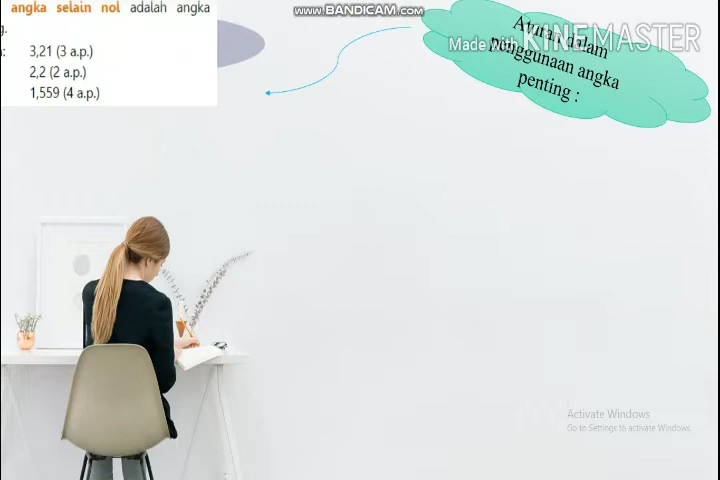 www.BANDICAM.com
angka selain nol adalah angka
g.
3,21 (3 a.p.)
2,2 (2 a.p.)
1,559 (4 a.p.)
Aturan dalam
penggunaan angka
penting :
Made with KINEMASTER
Activate Windows
Go to Settings to activate Windows.